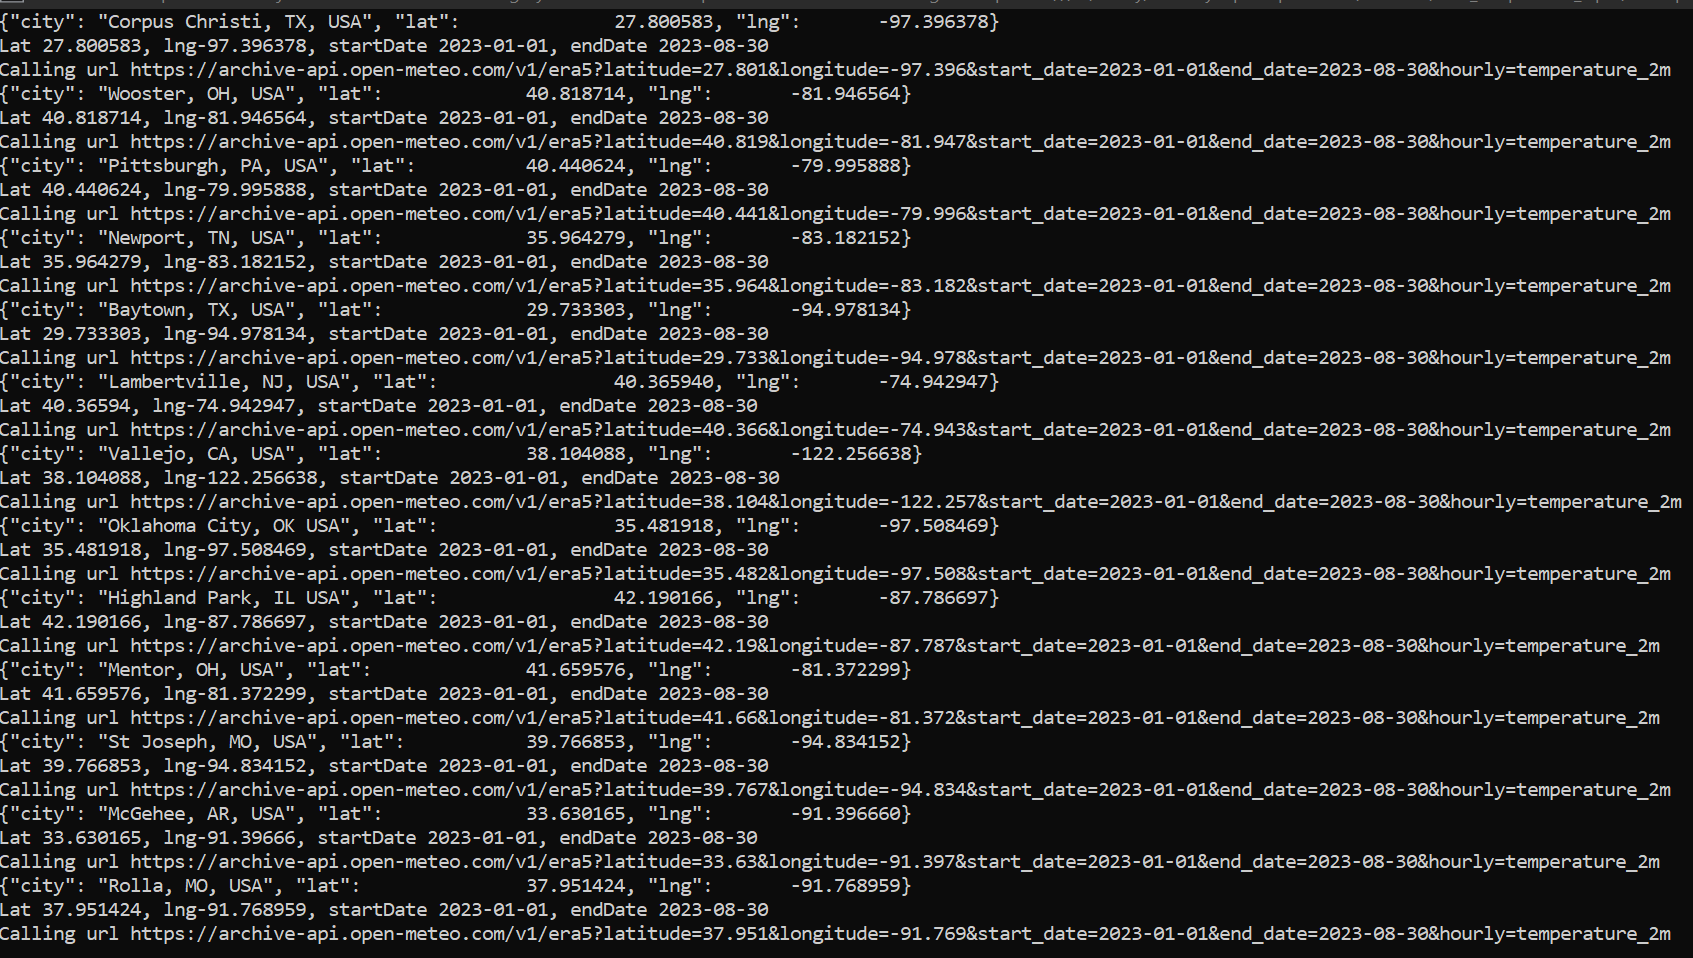 {"city": "Corpus Christi, TX, USA", "lat":              27.800583, "lng":       -97.396378}
Lat 27.800583, lng-97.396378, startDate 2023-01-01, endDate 2023-08-30
Calling url https://archive-api.open-meteo.com/v1/era5?latitude=27.801&longitude=-97.396&start_date=2023-01-01&end_date=2023-08-30&hourly=temperature_2m
{"city": "Wooster, OH, USA", "lat":             40.818714, "lng":       -81.946564}
Lat 40.818714, lng-81.946564, startDate 2023-01-01, endDate 2023-08-30
Calling url https://archive-api.open-meteo.com/v1/era5?latitude=40.819&longitude=-81.947&start_date=2023-01-01&end_date=2023-08-30&hourly=temperature_2m
{"city": "Pittsburgh, PA, USA", "lat":          40.440624, "lng":       -79.995888}
Lat 40.440624, lng-79.995888, startDate 2023-01-01, endDate 2023-08-30
Calling url https://archive-api.open-meteo.com/v1/era5?latitude=40.441&longitude=-79.996&start_date=2023-01-01&end_date=2023-08-30&hourly=temperature_2m
{"city": "Newport, TN, USA", "lat":             35.964279, "lng":       -83.182152}
Lat 35.964279, lng-83.182152, startDate 2023-01-01, endDate 2023-08-30
Calling url https://archive-api.open-meteo.com/v1/era5?latitude=35.964&longitude=-83.182&start_date=2023-01-01&end_date=2023-08-30&hourly=temperature_2m
{"city": "Baytown, TX, USA", "lat":             29.733303, "lng":       -94.978134}
Lat 29.733303, lng-94.978134, startDate 2023-01-01, endDate 2023-08-30
Calling url https://archive-api.open-meteo.com/v1/era5?latitude=29.733&longitude=-94.978&start_date=2023-01-01&end_date=2023-08-30&hourly=temperature_2m
{"city": "Lambertville, NJ, USA", "lat":                40.365940, "lng":       -74.942947}
Lat 40.36594, lng-74.942947, startDate 2023-01-01, endDate 2023-08-30
Calling url https://archive-api.open-meteo.com/v1/era5?latitude=40.366&longitude=-74.943&start_date=2023-01-01&end_date=2023-08-30&hourly=temperature_2m
{"city": "Vallejo, CA, USA", "lat":             38.104088, "lng":       -122.256638}
Lat 38.104088, lng-122.256638, startDate 2023-01-01, endDate 2023-08-30
Calling url https://archive-api.open-meteo.com/v1/era5?latitude=38.104&longitude=-122.257&start_date=2023-01-01&end_date=2023-08-30&hourly=temperature_2m
{"city": "Oklahoma City, OK USA", "lat":                35.481918, "lng":       -97.508469}
Lat 35.481918, lng-97.508469, startDate 2023-01-01, endDate 2023-08-30
Calling url https://archive-api.open-meteo.com/v1/era5?latitude=35.482&longitude=-97.508&start_date=2023-01-01&end_date=2023-08-30&hourly=temperature_2m
{"city": "Highland Park, IL USA", "lat":                42.190166, "lng":       -87.786697}
Lat 42.190166, lng-87.786697, startDate 2023-01-01, endDate 2023-08-30
Calling url https://archive-api.open-meteo.com/v1/era5?latitude=42.19&longitude=-87.787&start_date=2023-01-01&end_date=2023-08-30&hourly=temperature_2m
{"city": "Mentor, OH, USA", "lat":              41.659576, "lng":       -81.372299}
Lat 41.659576, lng-81.372299, startDate 2023-01-01, endDate 2023-08-30
Calling url https://archive-api.open-meteo.com/v1/era5?latitude=41.66&longitude=-81.372&start_date=2023-01-01&end_date=2023-08-30&hourly=temperature_2m
{"city": "St Joseph, MO, USA", "lat":           39.766853, "lng":       -94.834152}
Lat 39.766853, lng-94.834152, startDate 2023-01-01, endDate 2023-08-30
Calling url https://archive-api.open-meteo.com/v1/era5?latitude=39.767&longitude=-94.834&start_date=2023-01-01&end_date=2023-08-30&hourly=temperature_2m
{"city": "McGehee, AR, USA", "lat":             33.630165, "lng":       -91.396660}
Lat 33.630165, lng-91.39666, startDate 2023-01-01, endDate 2023-08-30
Calling url https://archive-api.open-meteo.com/v1/era5?latitude=33.63&longitude=-91.397&start_date=2023-01-01&end_date=2023-08-30&hourly=temperature_2m
{"city": "Rolla, MO, USA", "lat":               37.951424, "lng":       -91.768959}
Lat 37.951424, lng-91.768959, startDate 2023-01-01, endDate 2023-08-30
Calling url https://archive-api.open-meteo.com/v1/era5?latitude=37.951&longitude=-91.769&start_date=2023-01-01&end_date=2023-08-30&hourly=temperature_2m